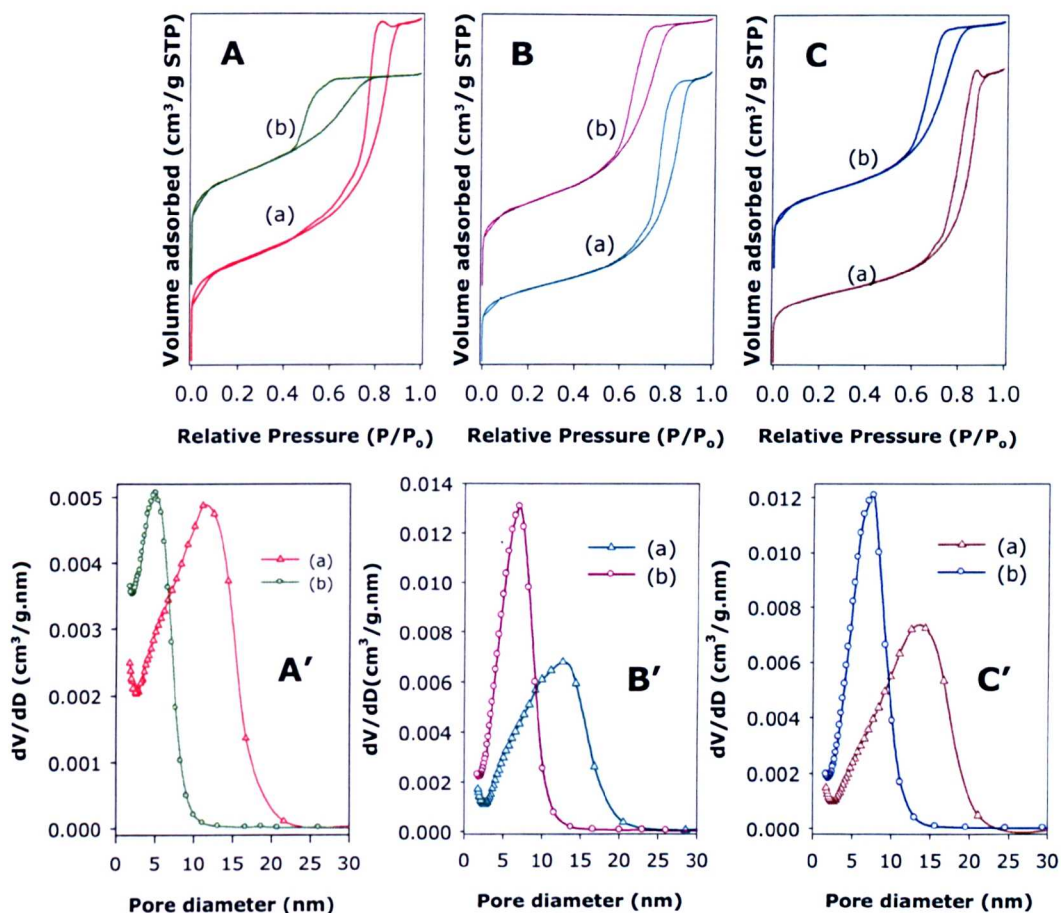 A
B
C
(b)
(a)
(b)
(a)
(b)
(a)
Volume adsorbed (cm³/g STP)
Volume adsorbed (cm³/g STP)
Volume adsorbed (cm³/g STP)
0.0 0.2 0.4 0.6 0.8 1.0
0.0 0.2 0.4 0.6 0.8 1.0
0.0 0.2 0.4 0.6 0.8 1.0
Relative Pressure (P/Pₒ)
Relative Pressure (P/Pₒ)
Relative Pressure (P/Pₒ)
dV/dD (cm³/g.nm)
0.005
0.004
0.003
0.002
0.001
0.000
(a)
(b)
A′
0 5 10 15 20 25 30
Pore diameter (nm)
dV/dD(cm³/g.nm)
0.014
0.012
0.010
0.008
0.006
0.004
0.002
0.000
(a)
(b)
B′
0 5 10 15 20 25 30
Pore diameter (nm)
dV/dD (cm³/g.nm)
0.012
0.010
0.008
0.006
0.004
0.002
0.000
(a)
(b)
C′
0 5 10 15 20 25 30
Pore diameter (nm)